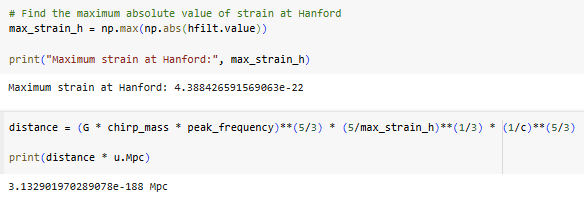 # Find the maximum absolute value of strain at Hanford
max_strain_h = np.max(np.abs(hfilt.value))
print("Maximum strain at Hanford:", max_strain_h)
Maximum strain at Hanford: 4.388426591569063e-22
distance = (G * chirp_mass * peak_frequency)**(5/3) * (5/max_strain_h)**(1/3) * (1/c)**(5/3)
print(distance * u.Mpc)
3.132901970289078e-188 Mpc